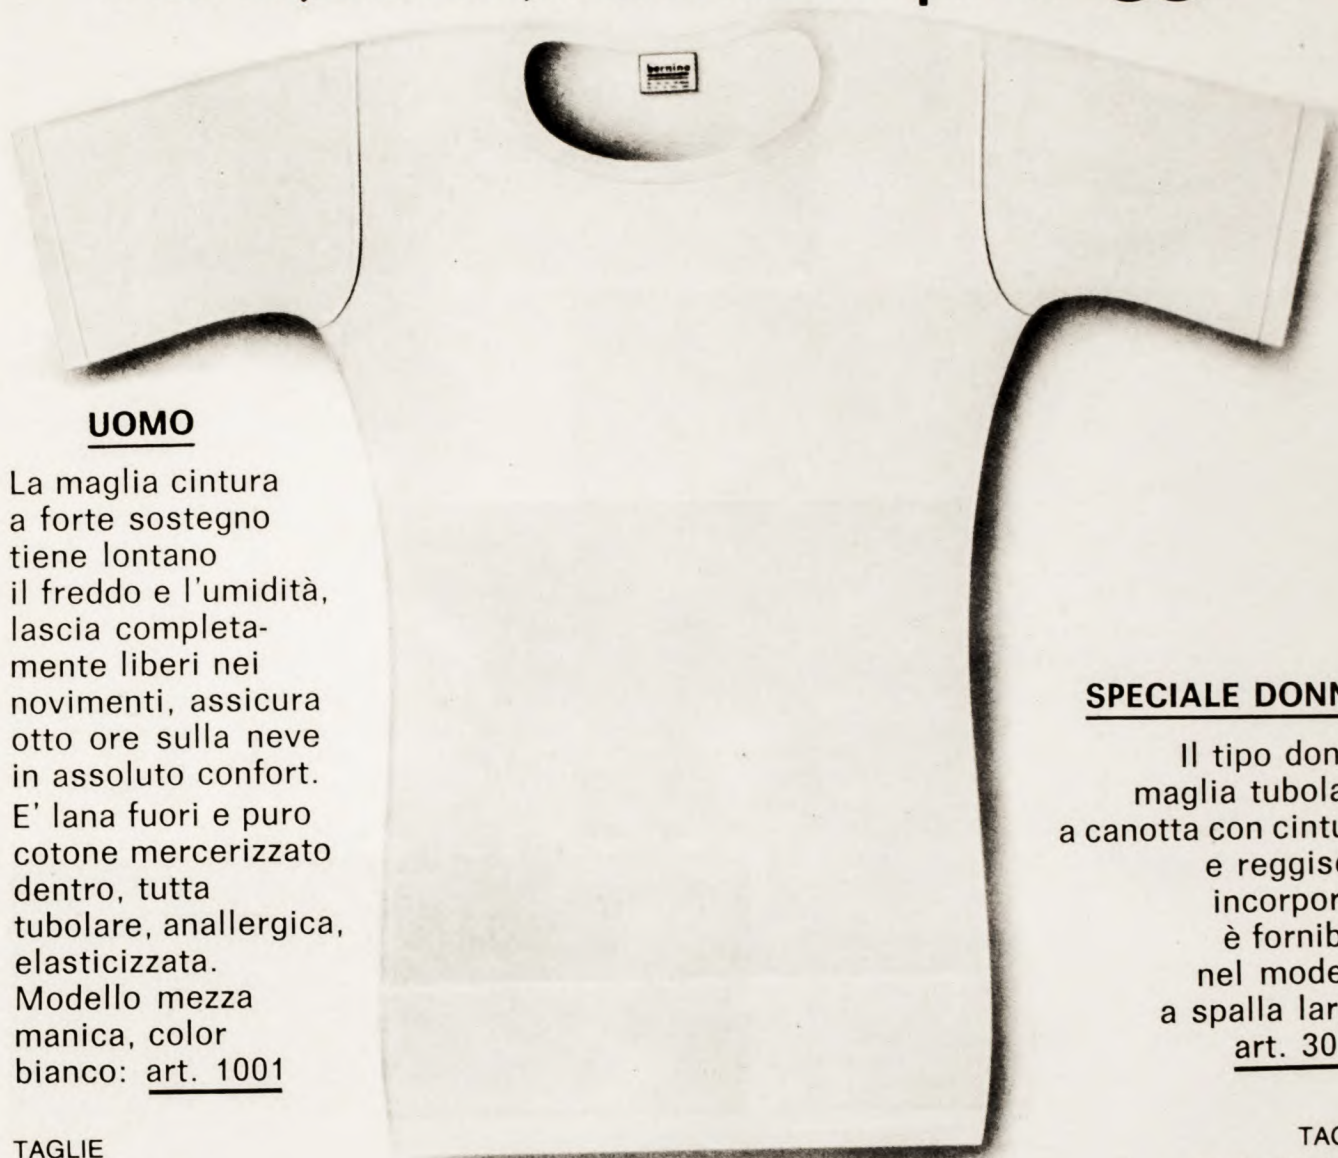 bernina
UOMO
La maglia cintura
a forte sostegno
tiene lontano
il freddo e l'umidità,
lascia completa-
mente liberi nei
novimenti, assicura
otto ore sulla neve
in assoluto confort.
E' lana fuori e puro
cotone mercerizzato
dentro, tutta
tubolare, anallergica,
elasticizzata.
Modello mezza
manica, color
bianco: art. 1001
TAGLIE
SPECIALE DONN
Il tipo don
maglia tubola
a canotta con cintu
e reggise
incorpor
è fornib
nel mode
a spalla lar
art. 30
TAG